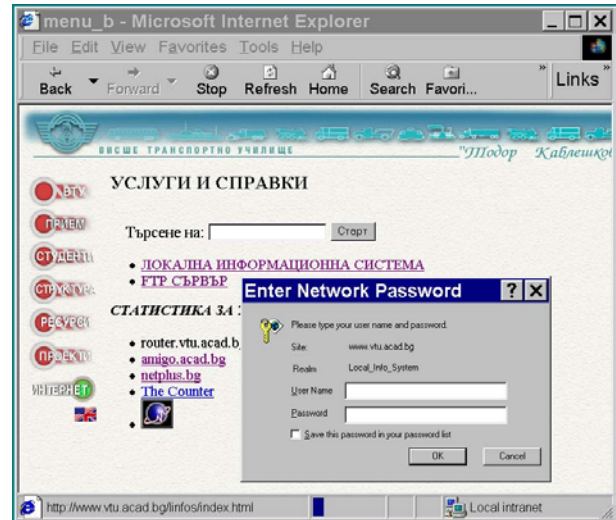 menu_b - Microsoft Internet Explorer
File Edit View Favorites Tools Help
Back Forward Stop Refresh Home Search Favori... » Links »
ВИСШЕ ТРАНСПОРТНО УЧИЛИЩЕ "Тодор Каблешков
УСЛУГИ И СПРАВКИ
ПРИЕМ
Търсене на: Старт
СТУДЕНТИ
• ЛОКАЛНА ИНФОРМАЦИОННА СИСТЕМА
• FTP СЪРВЪР
СТРУКТУРА
СТАТИСТИКА ЗА
РЕСУРСИ
• router.vtu.acad.b
• amigo.acad.bg
ПРОЕКТИ
• netplus.bg
• The Counter
ИНТЕРНЕТ
Enter Network Password ? X
Please type your user name and password.
Site: www.vtu.acad.bg
Realm Local_Info_System
User Name
Password
Save this password in your password list
OK Cancel
http://www.vtu.acad.bg/linfos/index.html Local intranet